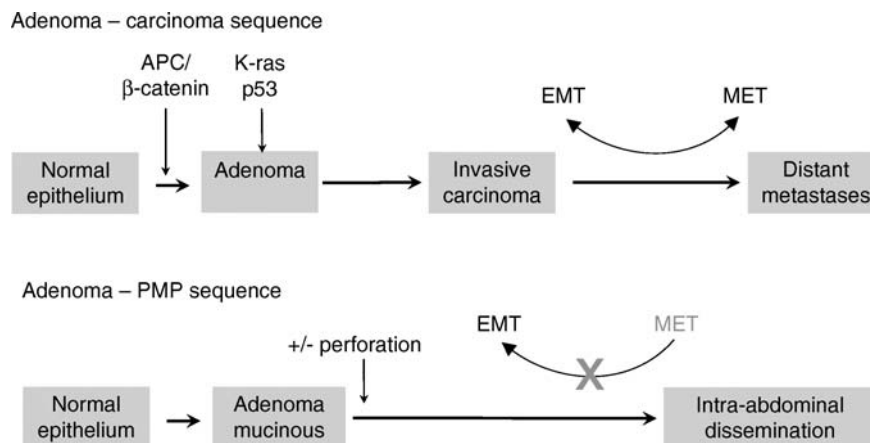 Adenoma – carcinoma sequence
APC/
β-catenin
K-ras
p53
EMT
MET
Normal
epithelium
Adenoma
Invasive
carcinoma
Distant
metastases
Adenoma – PMP sequence
+/- perforation
EMT
MET
X
Normal
epithelium
Adenoma
mucinous
Intra-abdominal
dissemination